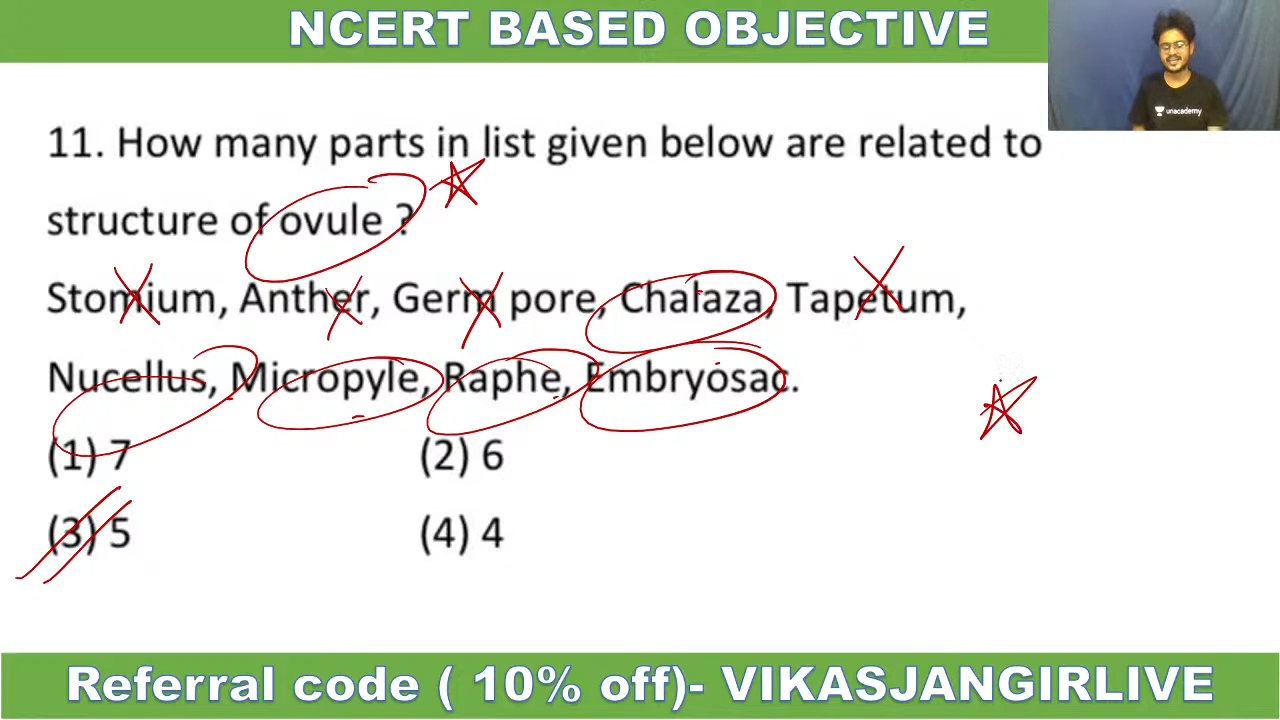 NCERT BASED OBJECTIVE
unacademy
11. How many parts in list given below are related to
structure of ovule ?
Stomium, Anther, Germ pore, Chalaza, Tapetum,
Nucellus, Micropyle, Raphe, Embryosac.
(1) 7 (2) 6
(3) 5 (4) 4
Referral code ( 10% off)- VIKASJANGIRLIVE